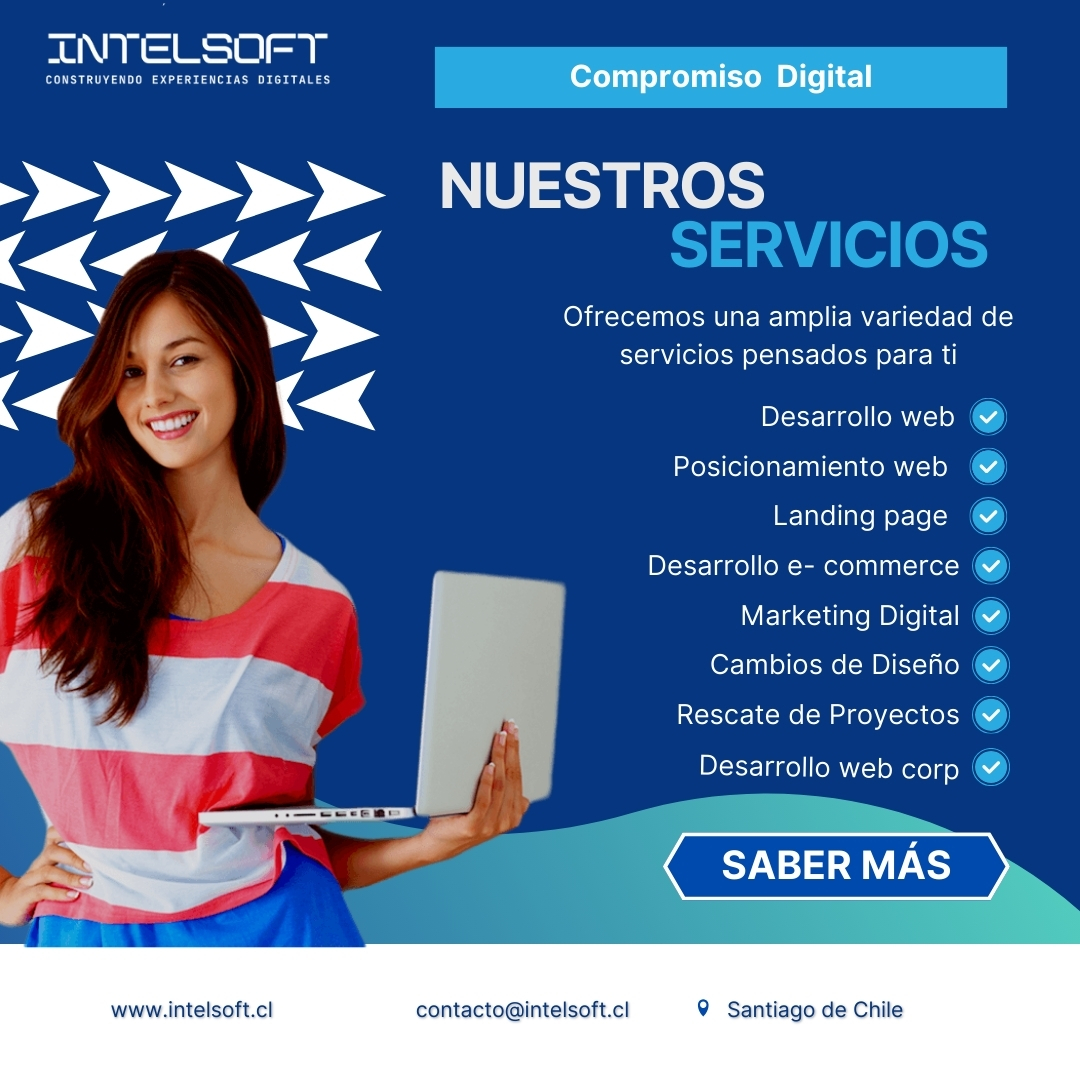 INTELSOFT
CONSTRUYENDO EXPERIENCIAS DIGITALES
Compromiso Digital
NUESTROS
SERVICIOS
Ofrecemos una amplia variedad de
servicios pensados para ti
Desarrollo web
Posicionamiento web
Landing page
Desarrollo e- commerce
Marketing Digital
Cambios de Diseño
Rescate de Proyectos
Desarrollo web corp
SABER MÁS
www.intelsoft.cl
contacto@intelsoft.cl
Santiago de Chile